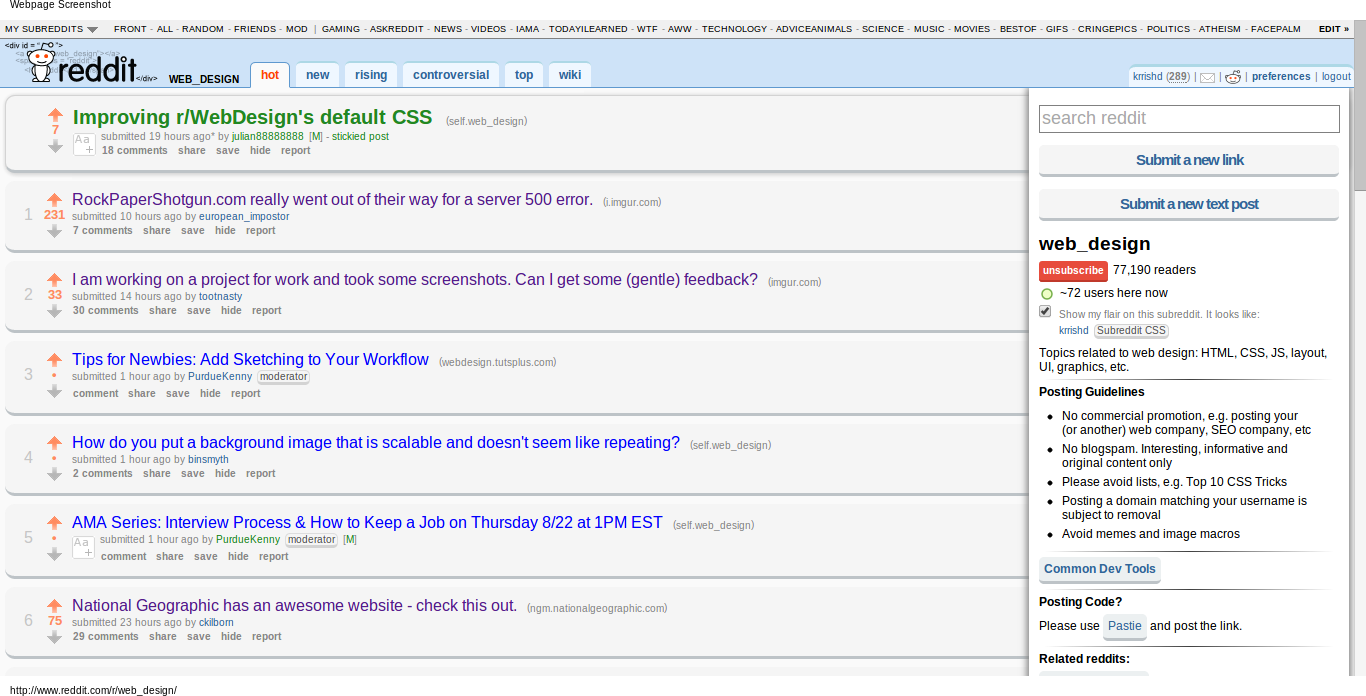 Webpage Screenshot
MY SUBREDDITS FRONT - ALL - RANDOM - FRIENDS - MOD | GAMING - ASKREDDIT - NEWS - VIDEOS - IAMA - TODAYILEARNED - WTF - AWW - TECHNOLOGY - ADVICEANIMALS - SCIENCE - MUSIC - MOVIES - BESTOF - GIFS - CRINGEPICS - POLITICS - ATHEISM - FACEPALM EDIT »
<div id = " ">
reddit </div> WEB_DESIGN hot new rising controversial top wiki
krrishd (289) | | | preferences | logout
7
Improving r/WebDesign's default CSS (self.web_design)
Aa +
submitted 19 hours ago* by julian88888888 [M] - stickied post
18 comments share save hide report
1
231
RockPaperShotgun.com really went out of their way for a server 500 error. (i.imgur.com)
submitted 10 hours ago by european_impostor
7 comments share save hide report
2
33
I am working on a project for work and took some screenshots. Can I get some (gentle) feedback? (imgur.com)
submitted 14 hours ago by tootnasty
30 comments share save hide report
3
•
Tips for Newbies: Add Sketching to Your Workflow (webdesign.tutsplus.com)
submitted 1 hour ago by PurdueKenny moderator
comment share save hide report
4
•
How do you put a background image that is scalable and doesn't seem like repeating? (self.web_design)
submitted 1 hour ago by binsmyth
2 comments share save hide report
5
•
AMA Series: Interview Process & How to Keep a Job on Thursday 8/22 at 1PM EST (self.web_design)
Aa +
submitted 1 hour ago by PurdueKenny moderator [M]
comment share save hide report
6
75
National Geographic has an awesome website - check this out. (ngm.nationalgeographic.com)
submitted 23 hours ago by ckilborn
29 comments share save hide report
search reddit
Submit a new link
Submit a new text post
web_design
unsubscribe 77,190 readers
~72 users here now
Show my flair on this subreddit. It looks like:
krrishd Subreddit CSS
Topics related to web design: HTML, CSS, JS, layout,
UI, graphics, etc.
Posting Guidelines
• No commercial promotion, e.g. posting your
(or another) web company, SEO company, etc
• No blogspam. Interesting, informative and
original content only
• Please avoid lists, e.g. Top 10 CSS Tricks
• Posting a domain matching your username is
subject to removal
• Avoid memes and image macros
Common Dev Tools
Posting Code?
Please use Pastie and post the link.
Related reddits:
http://www.reddit.com/r/web_design/